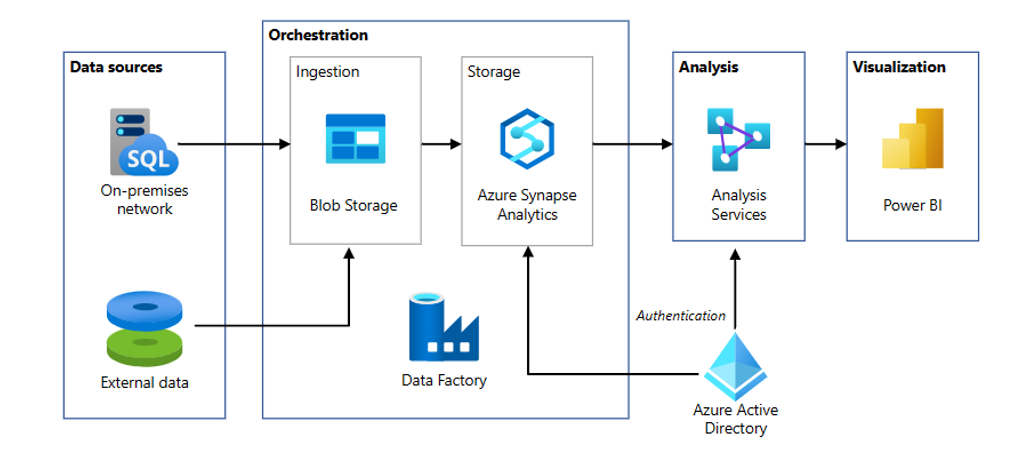 Data sources
SQL
On-premises
network
External data
Orchestration
Ingestion
Blob Storage
Storage
Azure Synapse
Analytics
Data Factory
Analysis
Analysis
Services
Authentication
Azure Active
Directory
Visualization
Power BI